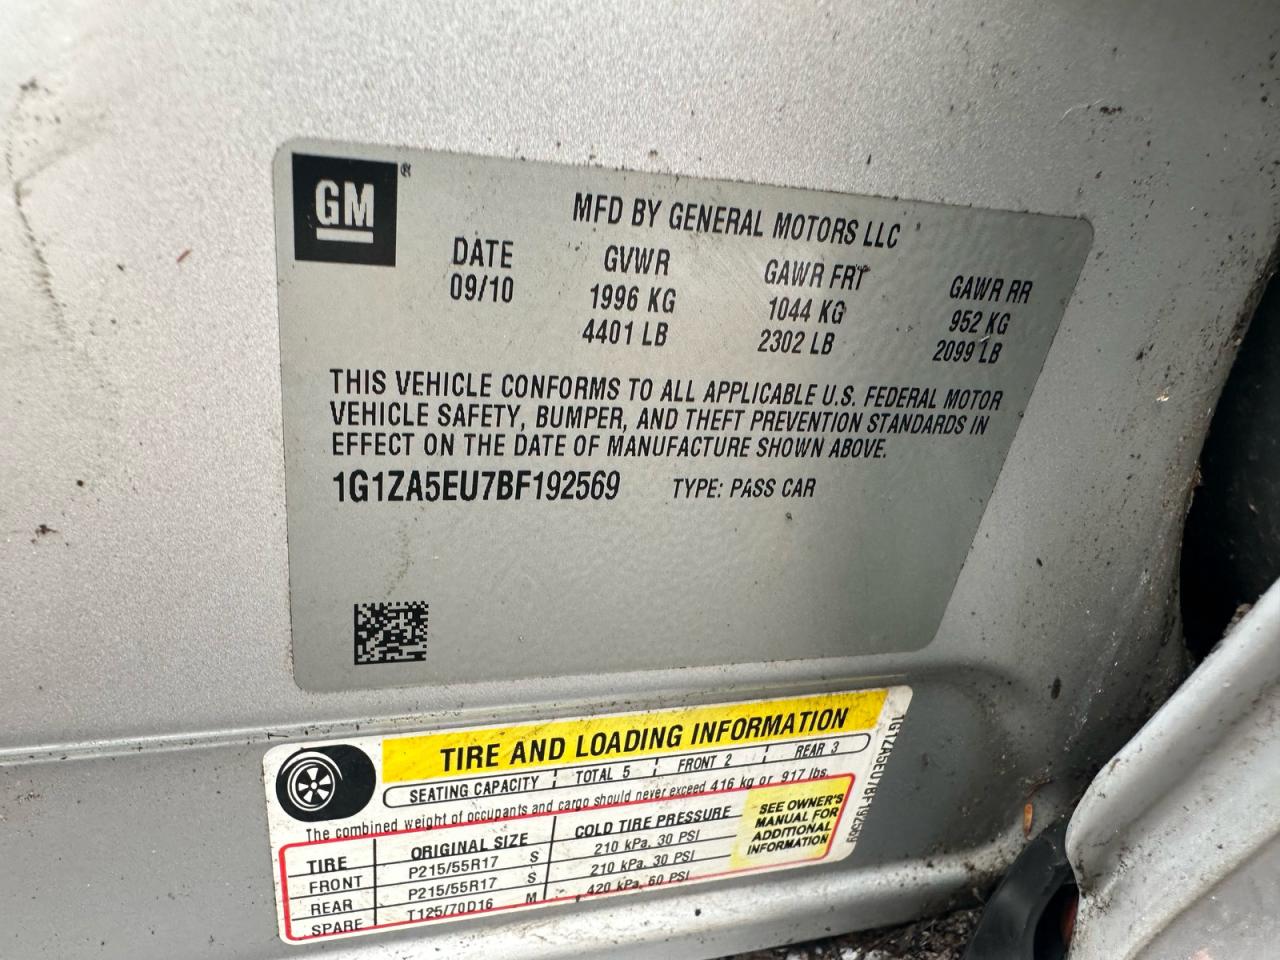 GM®
MFD BY GENERAL MOTORS LLC
DATE GVWR GAWR FRT GAWR RR
09/10 1996 KG 1044 KG 952 KG
4401 LB 2302 LB 2099 LB
THIS VEHICLE CONFORMS TO ALL APPLICABLE U.S. FEDERAL MOTOR
VEHICLE SAFETY, BUMPER, AND THEFT PREVENTION STANDARDS IN
EFFECT ON THE DATE OF MANUFACTURE SHOWN ABOVE.
1G1ZA5EU7BF192569 TYPE: PASS CAR
TIRE AND LOADING INFORMATION
SEATING CAPACITY TOTAL 5 FRONT 2 REAR 3
The combined weight of occupants and cargo should never exceed 416 kg or 917 lbs.
TIRE ORIGINAL SIZE COLD TIRE PRESSURE
FRONT P215/55R17 S 210 kPa, 30 PSI
REAR P215/55R17 S 210 kPa, 30 PSI
SPARE T125/70D16 M 420 kPa, 60 PSI
SEE OWNER'S
MANUAL FOR
ADDITIONAL
INFORMATION
1G1ZA5EU7BF192569